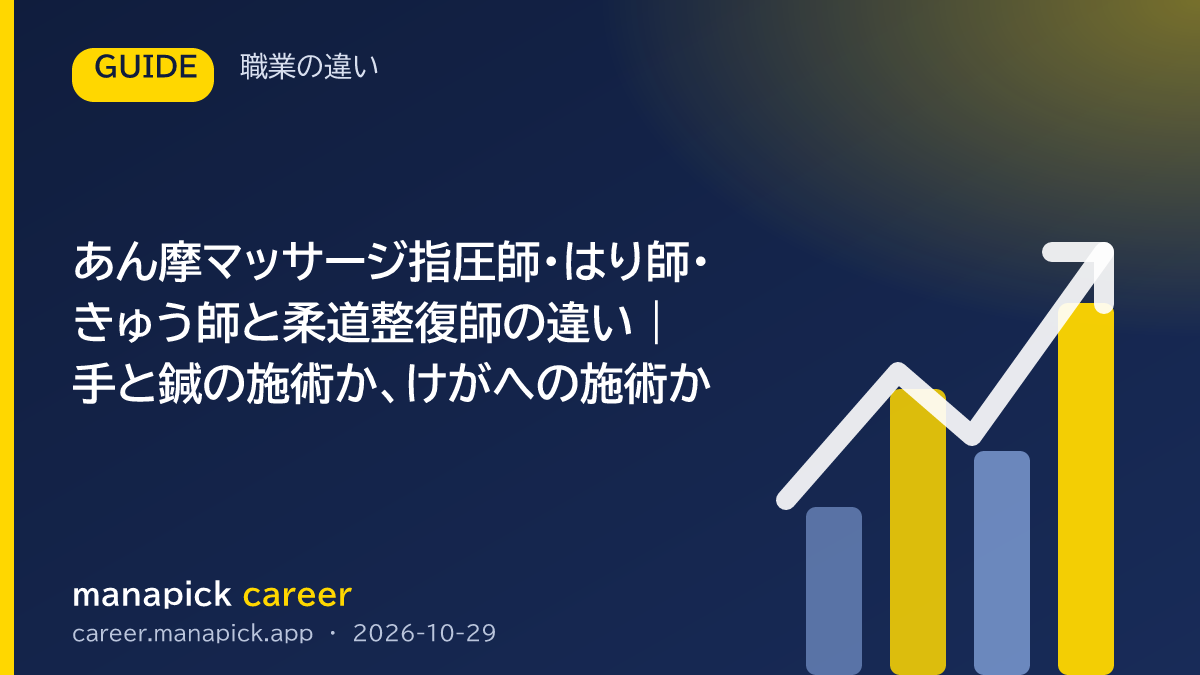 GUIDE 職業の違い
あん摩マッサージ指圧師・はり師・
きゅう師と柔道整復師の違い｜
手と鍼の施術か、けがへの施術か
manapick career
career.manapick.app ・ 2026-10-29